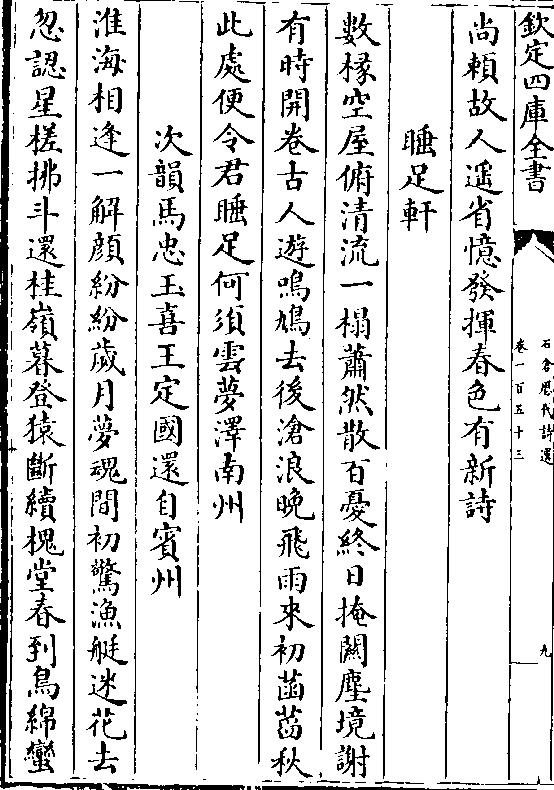 欽定四庫全書
石倉歷代詩選
卷一百五十三
九
尚賴故人遥省憶發揮春色有新詩
睡足軒
數椽空屋俯清流一榻蕭然散百憂終日掩關塵境謝
有時開卷古人遊鳴鳩去後滄浪晚飛雨來初菡萏秋
此處便令君睡足何須雲夢澤南州
次韻馬忠玉喜王定國還自賓州
淮海相逢一解顔紛紛歲月夢魂間初驚漁艇迷花去
忽認星槎拂斗還桂嶺暮登猿斷續槐堂春到鳥綿蠻